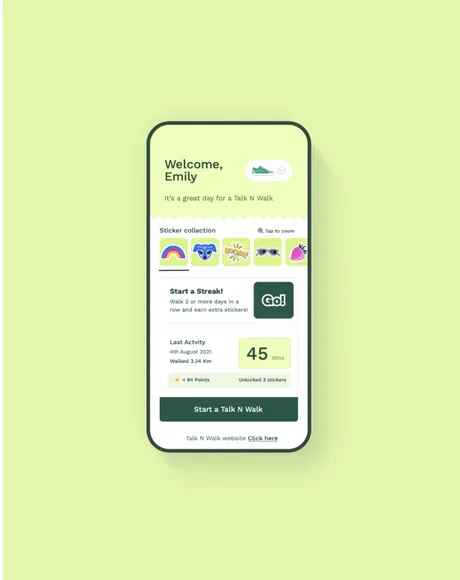 Welcome,
Emily
It's a great day for a Talk N Walk
Sticker collection
Tap to zoom
BOOM!
Start a Streak!
Walk 2 or more days in a
row and earn extra stickers!
Go!
Last Actvity
4th August 2021
Walked 3.24 Km
45 Mins
+ 84 Points
Unlocked 3 stickers
Start a Talk N Walk
Talk N Walk website Click here